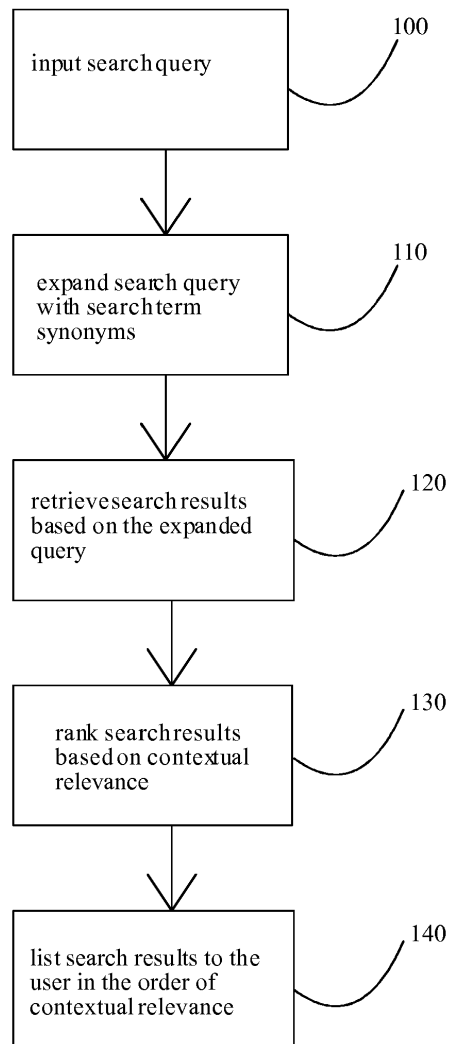 100
input search query
110
expand search query
with search term
synonyms
120
retrieve search results
based on the expanded
query
130
rank search results
based on contextual
relevance
140
list search results to the
user in the order of
contextual relevance